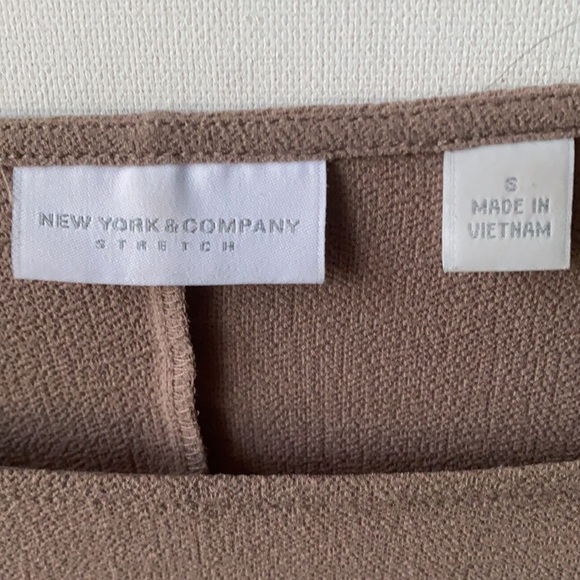 NEW YORK & COMPANY
STRETCH
S
MADE IN
VIETNAM